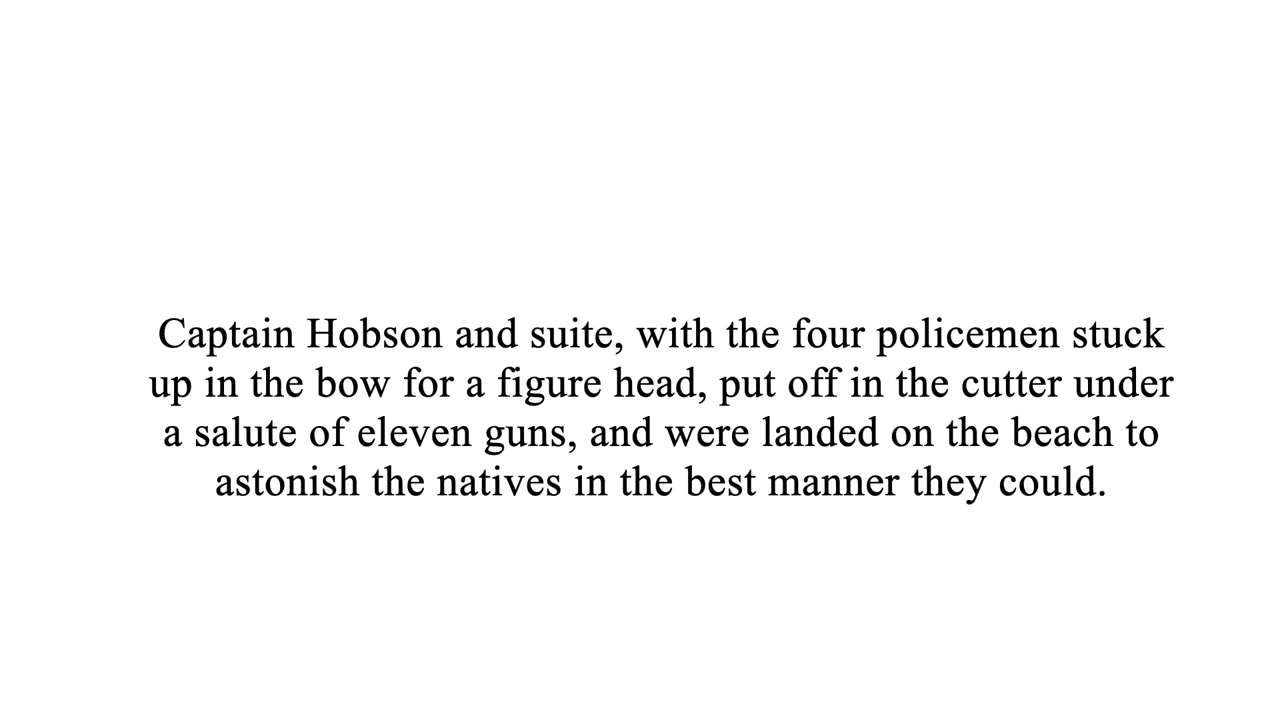 Captain Hobson and suite, with the four policemen stuck
up in the bow for a figure head, put off in the cutter under
a salute of eleven guns, and were landed on the beach to
astonish the natives in the best manner they could.